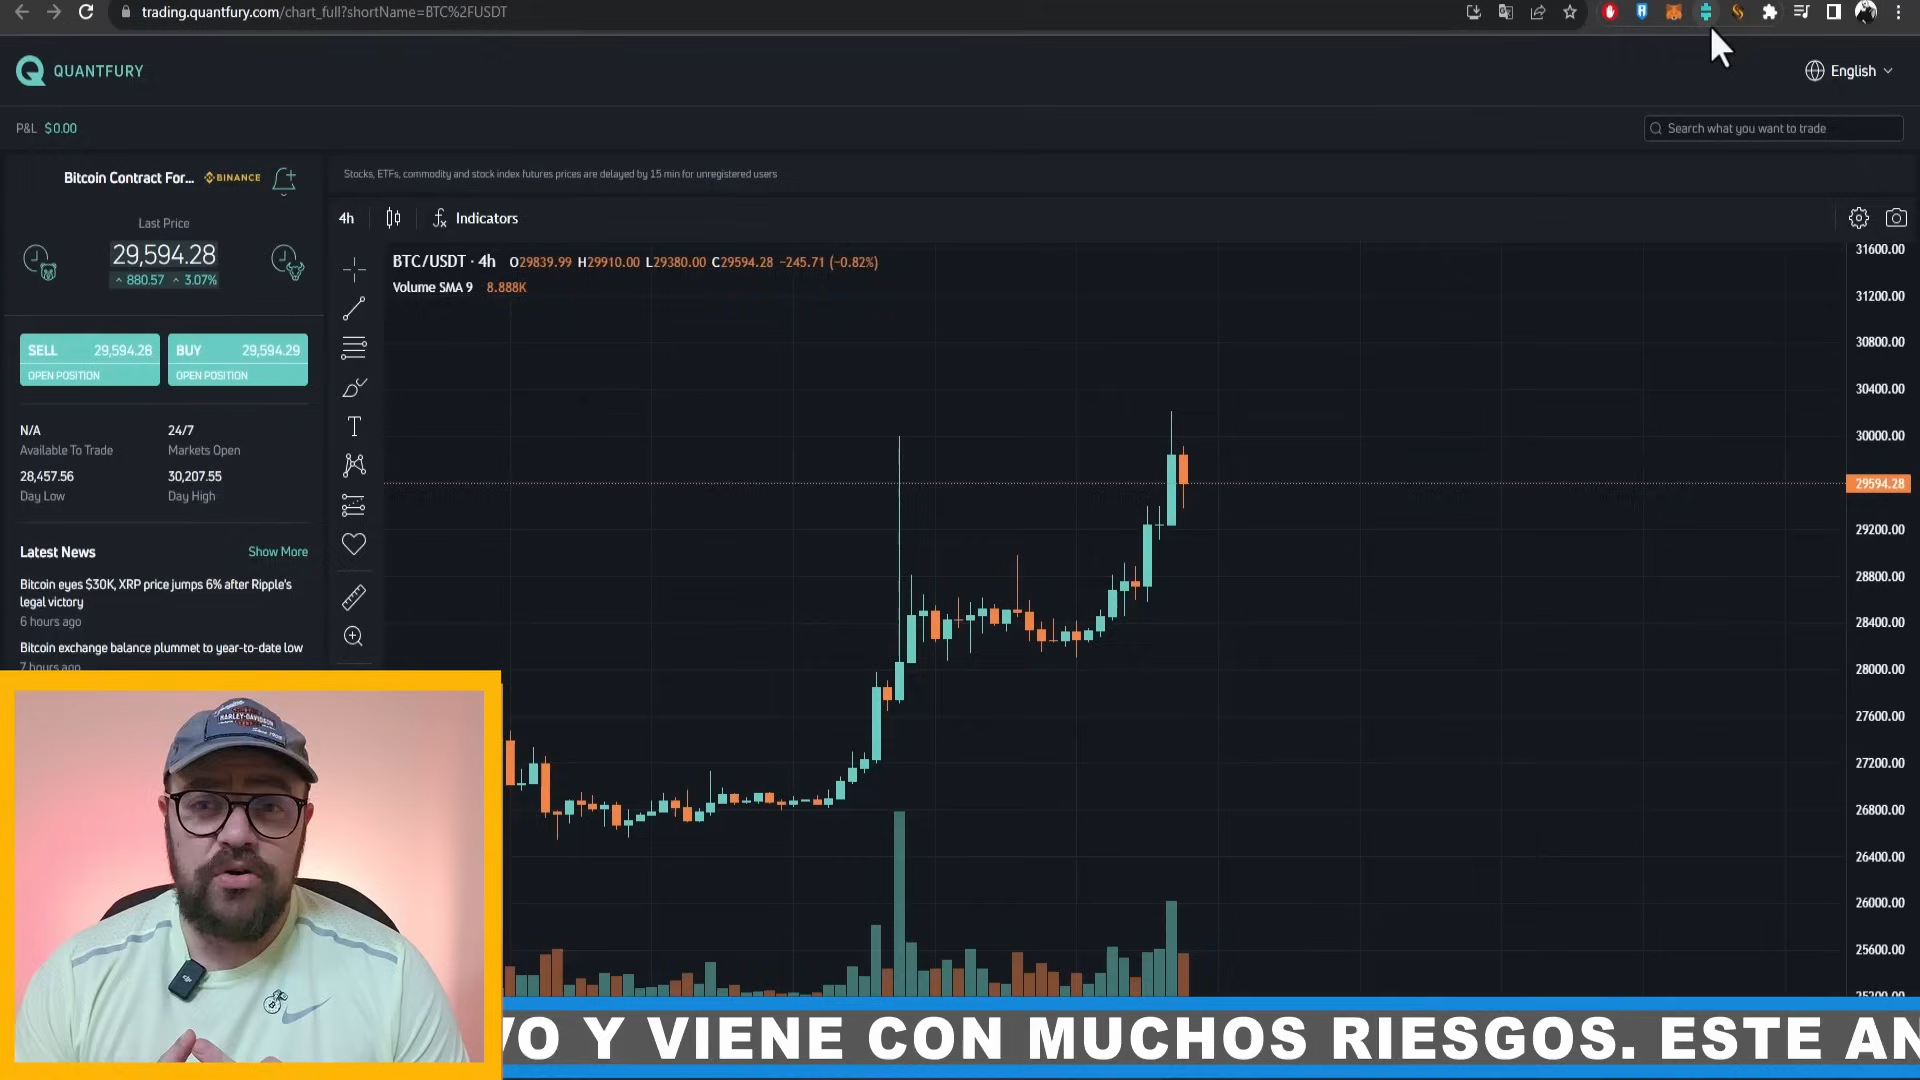 trading.quantfury.com/chart_full?shortName=BTC%2FUSDT
QUANTFURY
English
P&L $0.00
Search what you want to trade
Bitcoin Contract For... BINANCE
Stocks, ETFs, commodity and stock index futures prices are delayed by 15 min for unregistered users
Last Price
29,594.28
880.57 3.07%
4h Indicators
BTC/USDT · 4h O29839.99 H29910.00 L29380.00 C29594.28 −245.71 (−0.82%)
Volume SMA 9 8.888K
SELL 29,594.28
OPEN POSITION
BUY 29,594.29
OPEN POSITION
N/A
Available To Trade
24/7
Markets Open
28,457.56
Day Low
30,207.55
Day High
Latest News Show More
Bitcoin eyes $30K, XRP price jumps 6% after Ripple's
legal victory
6 hours ago
Bitcoin exchange balance plummet to year-to-date low
7 hours ago
31600.00
31200.00
30800.00
30400.00
30000.00
29594.28
29200.00
28800.00
28400.00
28000.00
27600.00
27200.00
26800.00
26400.00
26000.00
25600.00
25200.00
HARLEY-DAVIDSON
VO Y VIENE CON MUCHOS RIESGOS. ESTE AN